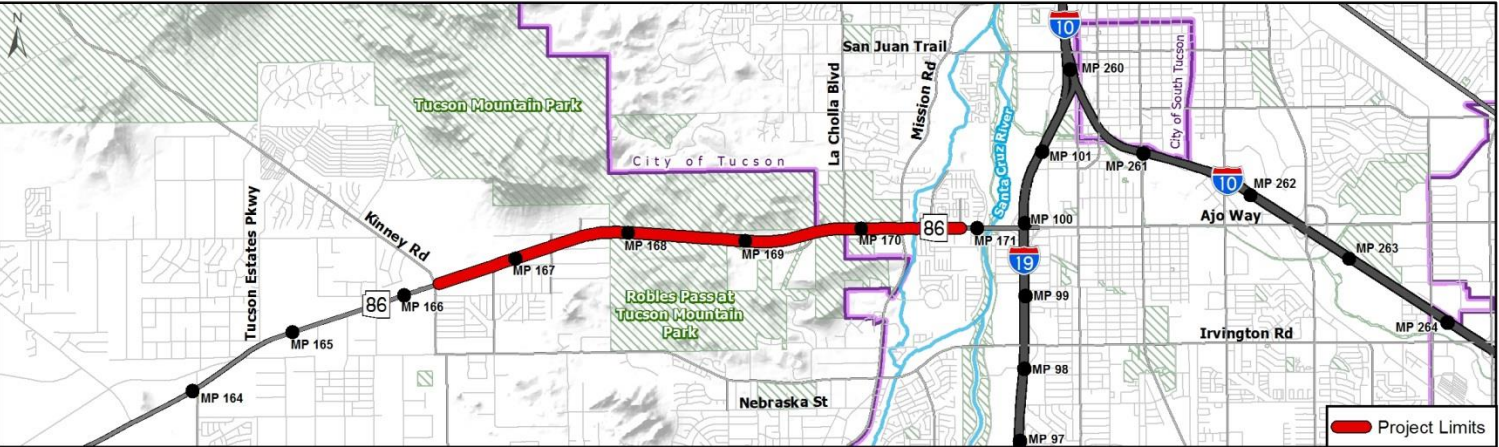 N
10
San Juan Trail
MP 260
Tucson Mountain Park
La Cholla Blvd
Mission Rd
City of South Tucson
City of Tucson
MP 101
MP 261
Santa Cruz River
10
MP 262
Tucson Estates Pkwy
Kinney Rd
MP 168
MP 169
MP 170
86
MP 171
MP 100
Ajo Way
MP 167
19
MP 263
MP 166
86
Robles Pass at
Tucson Mountain
Park
MP 99
MP 165
MP 264
Irvington Rd
MP 98
MP 164
Nebraska St
MP 97
Project Limits